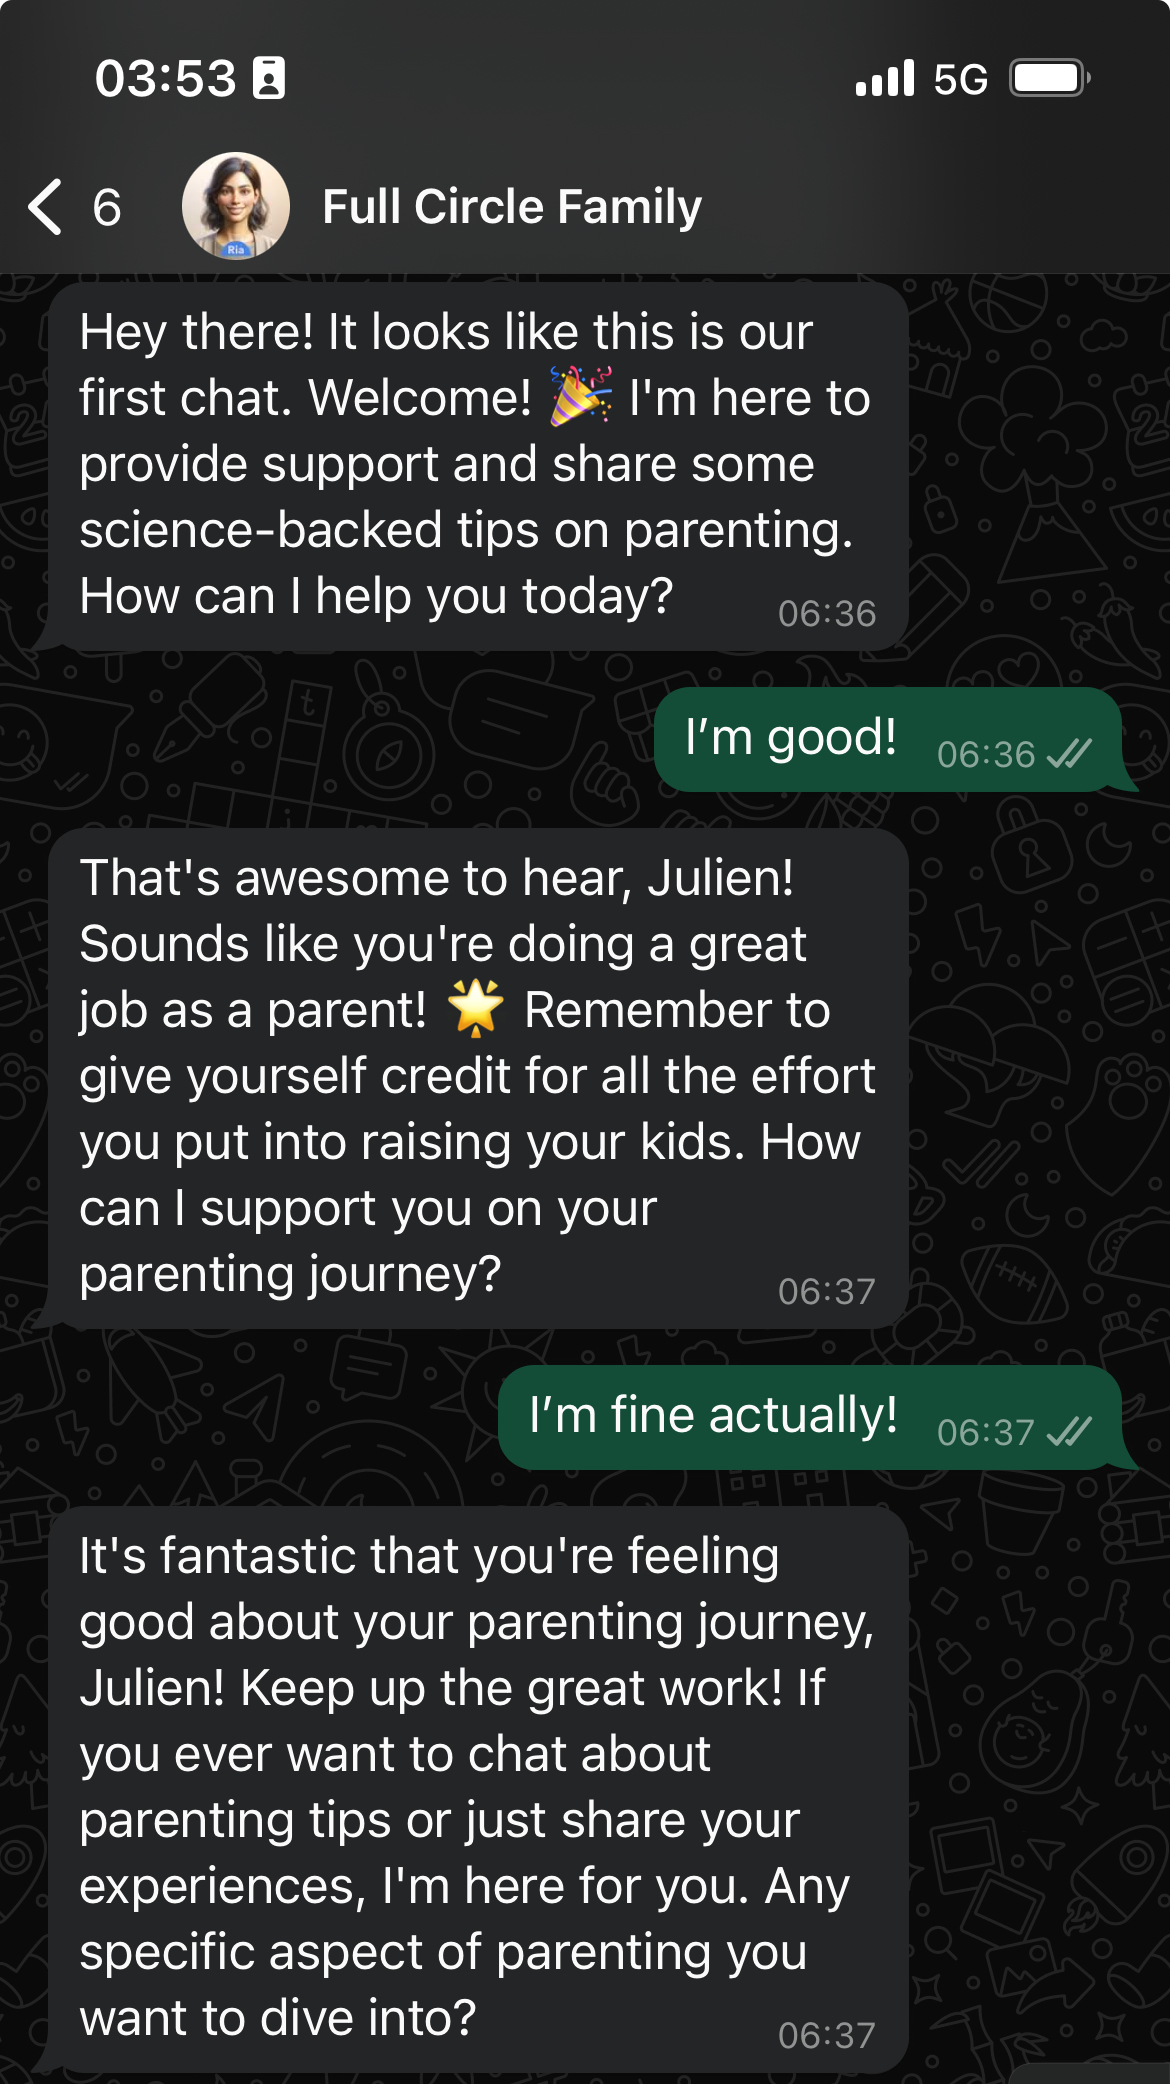 03:53 5G
6 Full Circle Family
Ria
Hey there! It looks like this is our
first chat. Welcome! 🎉 I'm here to
provide support and share some
science-backed tips on parenting.
How can I help you today? 06:36
I’m good! 06:36
That's awesome to hear, Julien!
Sounds like you're doing a great
job as a parent! 🌟 Remember to
give yourself credit for all the effort
you put into raising your kids. How
can I support you on your
parenting journey? 06:37
I’m fine actually! 06:37
It's fantastic that you're feeling
good about your parenting journey,
Julien! Keep up the great work! If
you ever want to chat about
parenting tips or just share your
experiences, I'm here for you. Any
specific aspect of parenting you
want to dive into? 06:37